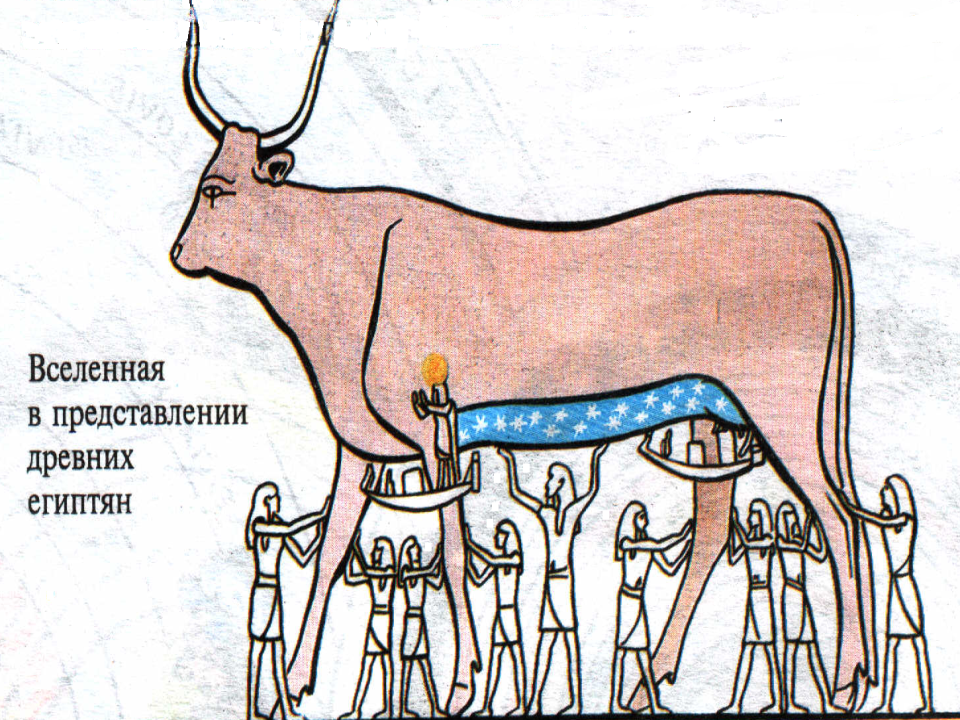 Вселенная
в представлении
древних
египтян